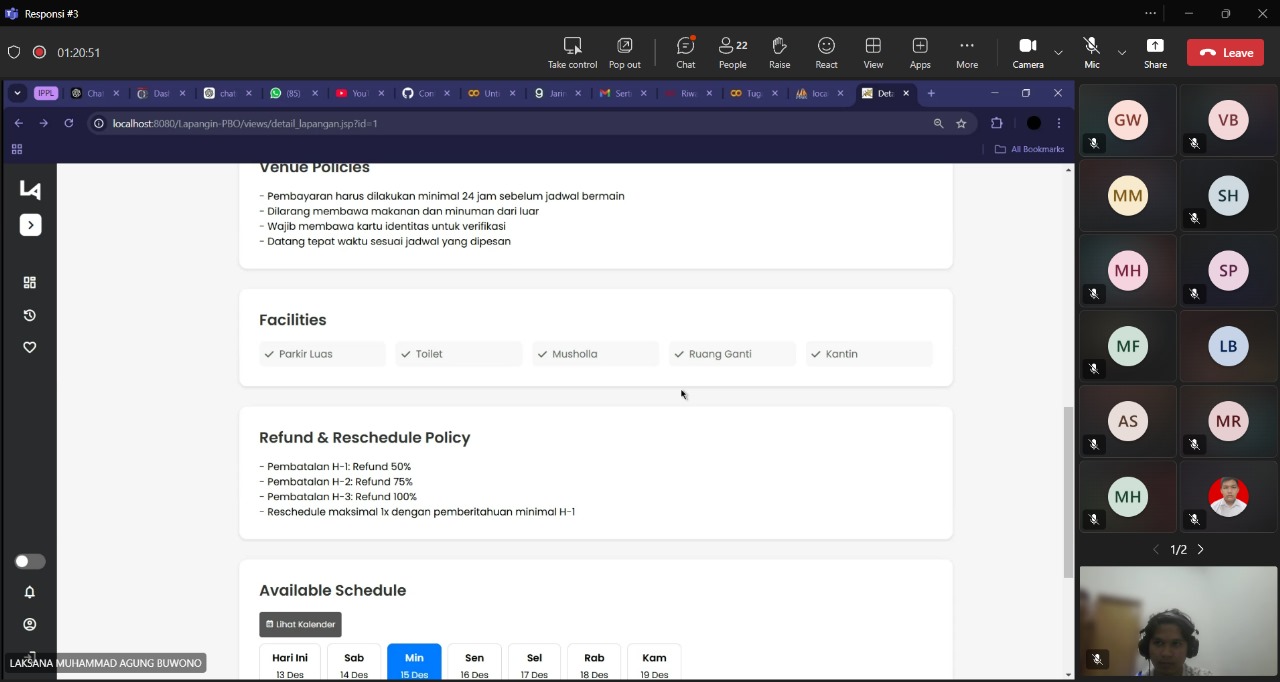 Responsi #3
01:20:51
Take control
Pop out
Chat
22
People
Raise
React
View
Apps
More
Camera
Mic
Share
Leave
IPPL
Chat
Dash
chat
(85)
YouT
Con
Unti
Jarin
Serti
Riwa
Tug
local
Deta
localhost:8080/Lapangin-PBO/views/detail_lapangan.jsp?id=1
All Bookmarks
Venue Policies
- Pembayaran harus dilakukan minimal 24 jam sebelum jadwal bermain
- Dilarang membawa makanan dan minuman dari luar
- Wajib membawa kartu identitas untuk verifikasi
- Datang tepat waktu sesuai jadwal yang dipesan
Facilities
Parkir Luas
Toilet
Musholla
Ruang Ganti
Kantin
Refund & Reschedule Policy
- Pembatalan H-1: Refund 50%
- Pembatalan H-2: Refund 75%
- Pembatalan H-3: Refund 100%
- Reschedule maksimal 1x dengan pemberitahuan minimal H-1
Available Schedule
Lihat Kalender
Hari Ini
13 Des
Sab
14 Des
Min
15 Des
Sen
16 Des
Sel
17 Des
Rab
18 Des
Kam
19 Des
LAKSANA MUHAMMAD AGUNG BUWONO
GW
VB
MM
SH
MH
SP
MF
LB
AS
MR
MH
1/2